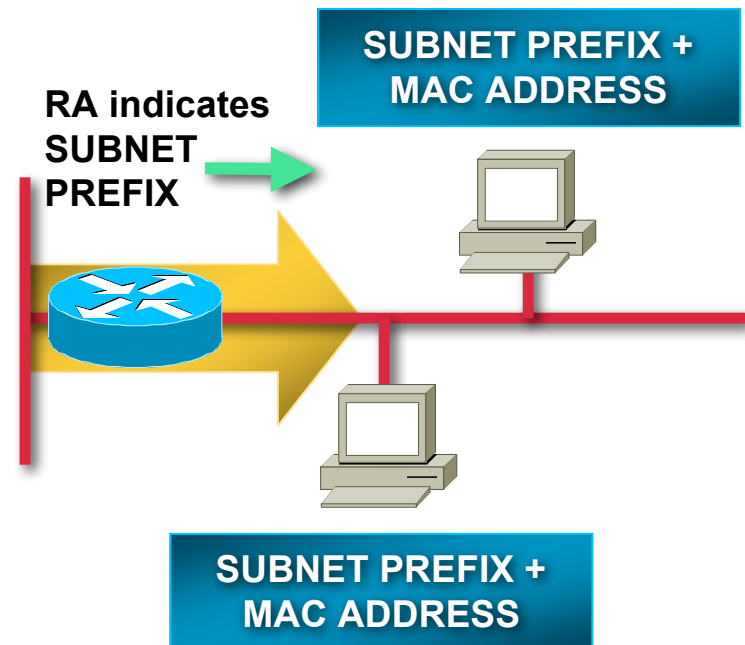 SUBNET PREFIX +
MAC ADDRESS
RA indicates
SUBNET
PREFIX
SUBNET PREFIX +
MAC ADDRESS